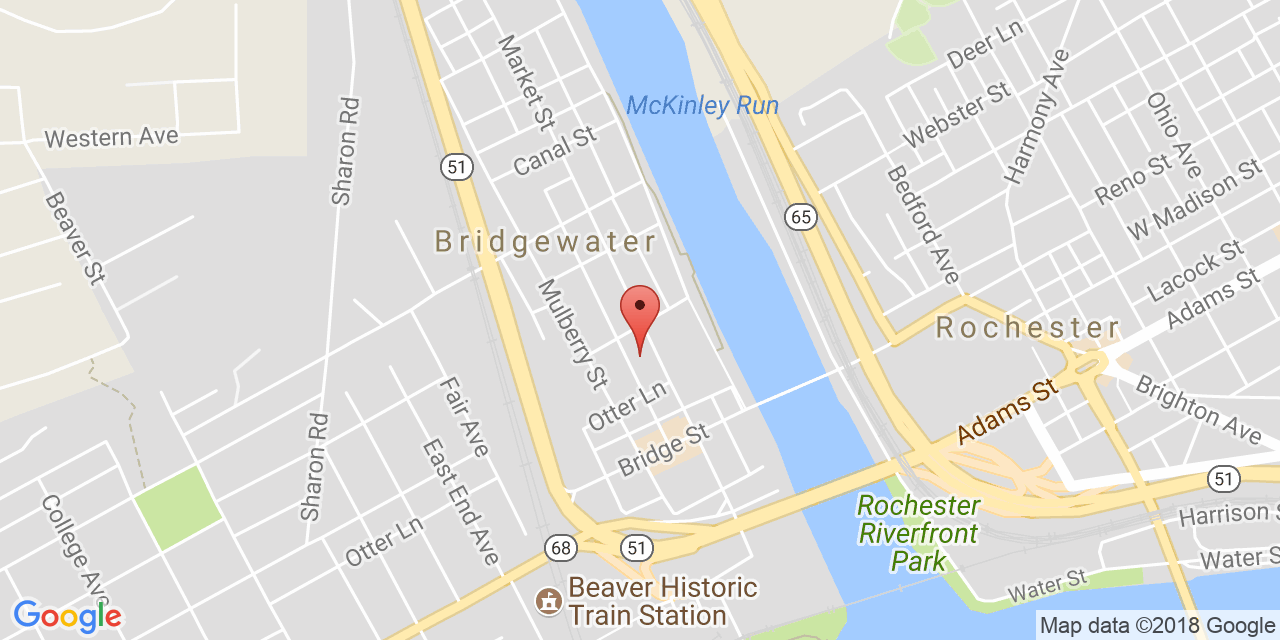 Deer Ln
Market St
Webster St
Harmony Ave
McKinley Run
Ohio Ave
Western Ave
Sharon Rd
Canal St
51
Reno St
Bedford Ave
W Madison St
Beaver St
65
Bridgewater
Lacock St
Adams St
Mulberry St
Rochester
Fair Ave
Otter Ln
Adams St
Brighton Ave
Sharon Rd
East End Ave
Bridge St
51
College Ave
Rochester
Riverfront
Park
Otter Ln
Harrison S
68
51
Water St
Water S
Beaver Historic
Train Station
Google
Map data ©2018 Google